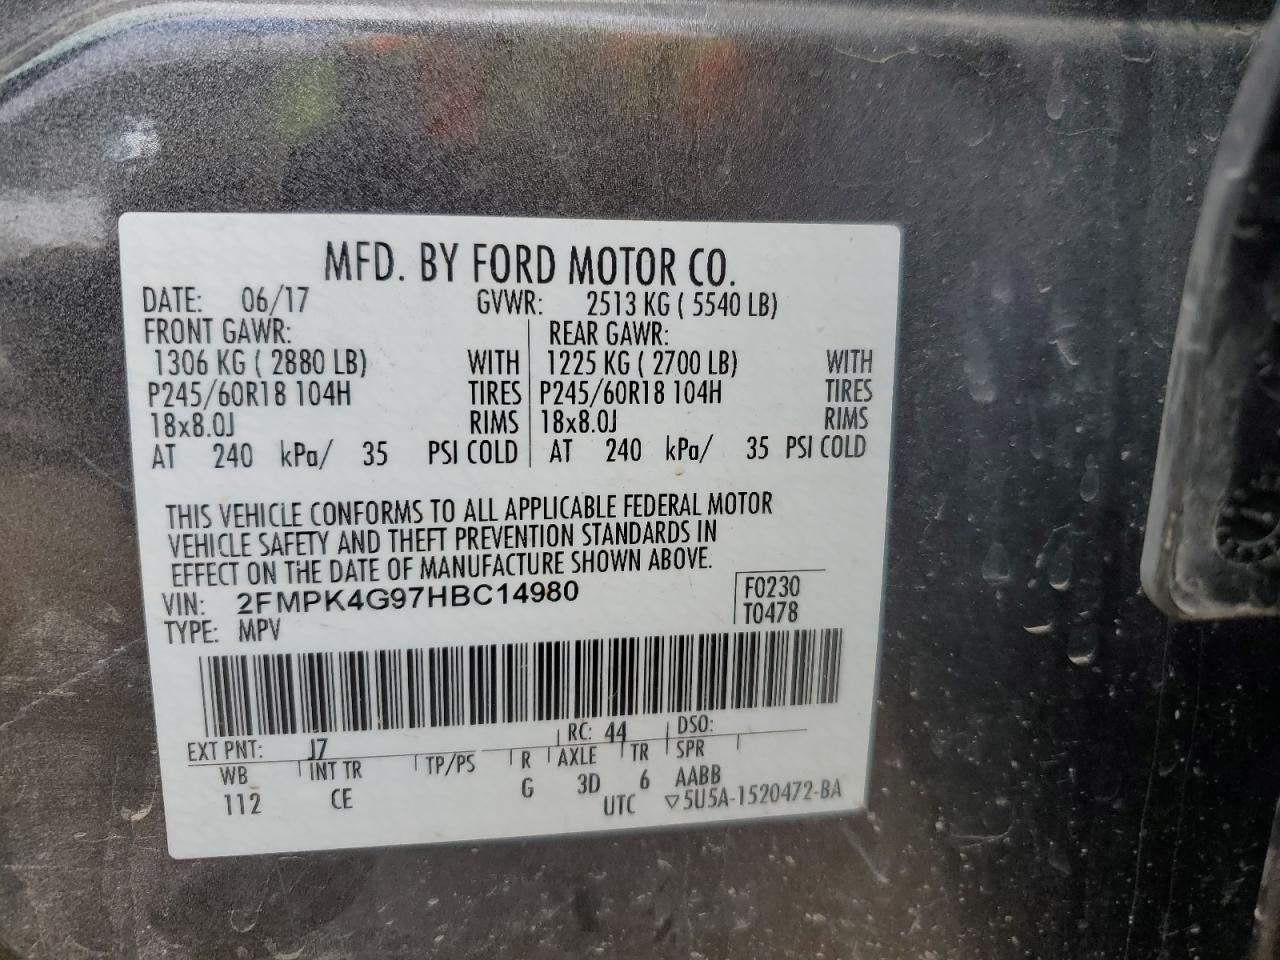 MFD. BY FORD MOTOR CO.
DATE: 06/17 GVWR: 2513 KG ( 5540 LB)
FRONT GAWR: REAR GAWR:
1306 KG ( 2880 LB) WITH 1225 KG ( 2700 LB) WITH
P245/60R18 104H TIRES P245/60R18 104H TIRES
18x8.0J RIMS 18x8.0J RIMS
AT 240 kPa/ 35 PSI COLD AT 240 kPa/ 35 PSI COLD
THIS VEHICLE CONFORMS TO ALL APPLICABLE FEDERAL MOTOR
VEHICLE SAFETY AND THEFT PREVENTION STANDARDS IN
EFFECT ON THE DATE OF MANUFACTURE SHOWN ABOVE.
VIN: 2FMPK4G97HBC14980 F0230
TYPE: MPV T0478
EXT PNT: J7 RC: 44 DSO:
WB INT TR TP/PS R AXLE TR SPR
112 CE G 3D 6 AABB
UTC ▽5U5A-1520472-BA